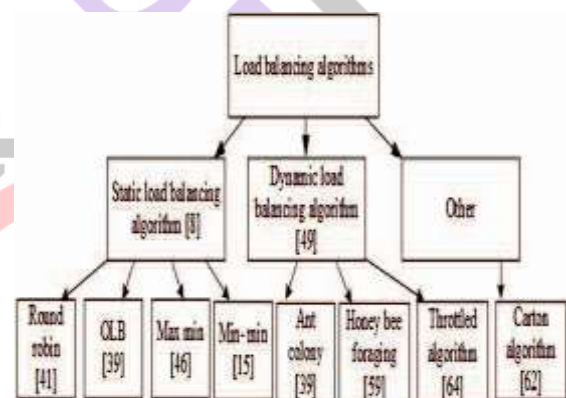 Load balancing algorithms
Static load balancing
algorithm [8]
Dynamic load
balancing algorithm
[49]
Other
Round
robin
[41]
OLB
[39]
Max min
[46]
Min- min
[15]
Ant
colony
[39]
Honey bee
foraging
[59]
Throttled
algorithm
[64]
Carton
algorithm
[62]